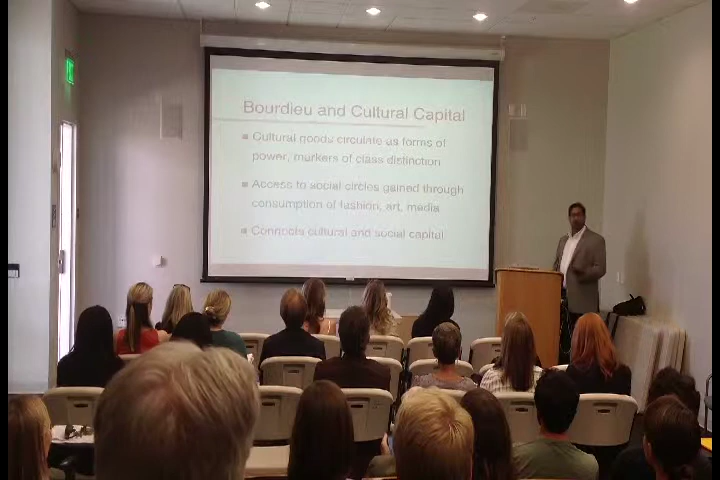 Bourdieu and Cultural Capital
Cultural goods circulate as forms of
power, markers of class distinction
Access to social circles gained through
consumption of fashion, art, media
Connects cultural and social capital